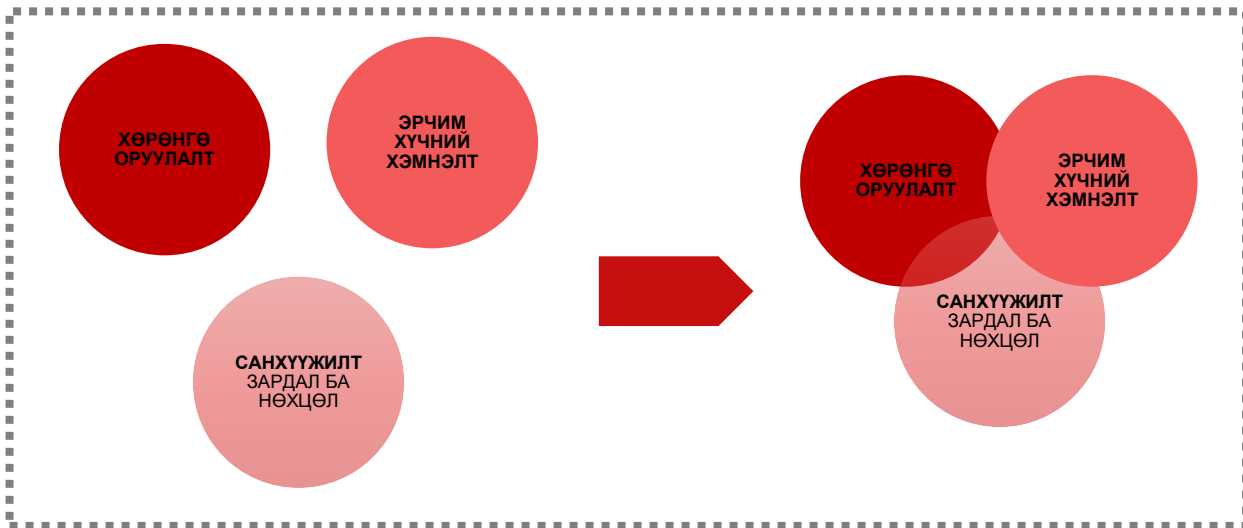 ХӨРӨНГӨ
ОРУУЛАЛТ
ЭРЧИМ
ХҮЧНИЙ
ХЭМНЭЛТ
САНХҮҮЖИЛТ
ЗАРДАЛ БА
НӨХЦӨЛ
ХӨРӨНГӨ
ОРУУЛАЛТ
ЭРЧИМ
ХҮЧНИЙ
ХЭМНЭЛТ
САНХҮҮЖИЛТ
ЗАРДАЛ БА
НӨХЦӨЛ